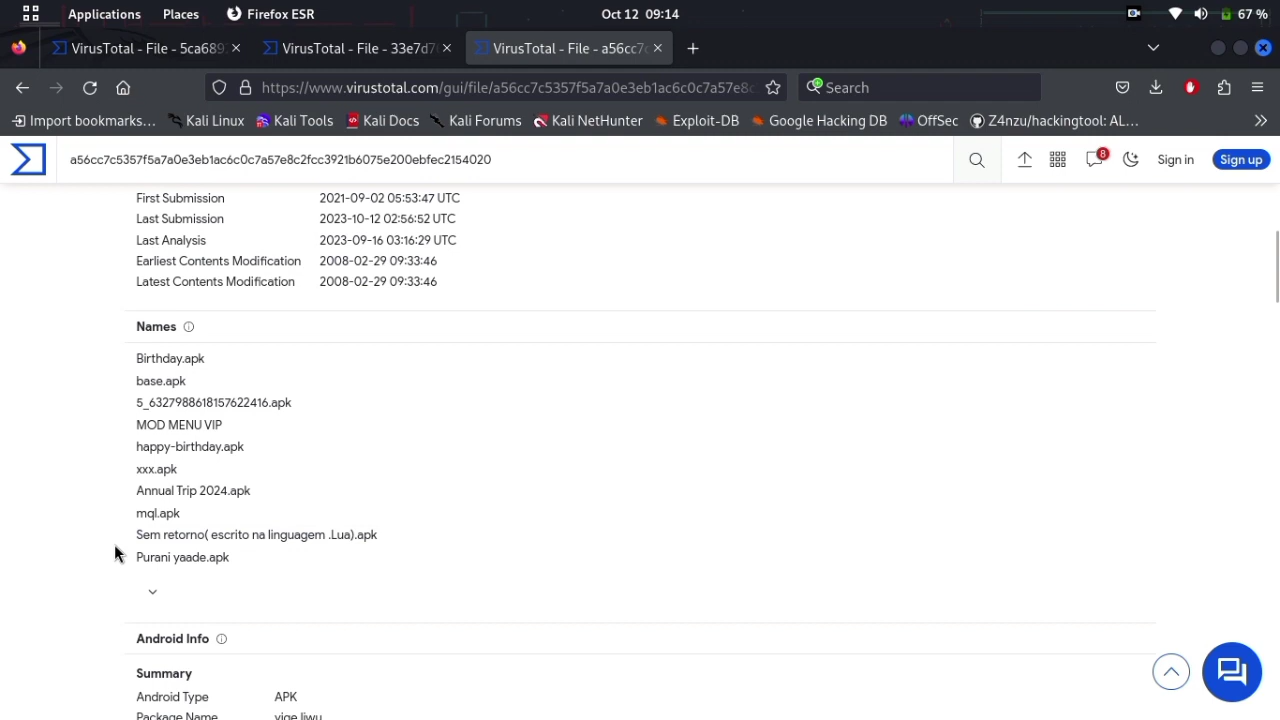 Applications Places Firefox ESR Oct 12 09:14 67 %
VirusTotal - File - 5ca689 VirusTotal - File - 33e7d7 VirusTotal - File - a56cc7c
https://www.virustotal.com/gui/file/a56cc7c5357f5a7a0e3eb1ac6c0c7a57e8c Search
Import bookmarks... Kali Linux Kali Tools Kali Docs Kali Forums Kali NetHunter Exploit-DB Google Hacking DB OffSec Z4nzu/hackingtool: AL...
a56cc7c5357f5a7a0e3eb1ac6c0c7a57e8c2fcc3921b6075e200ebfec2154020 8 Sign in Sign up
First Submission 2021-09-02 05:53:47 UTC
Last Submission 2023-10-12 02:56:52 UTC
Last Analysis 2023-09-16 03:16:29 UTC
Earliest Contents Modification 2008-02-29 09:33:46
Latest Contents Modification 2008-02-29 09:33:46
Names
Birthday.apk
base.apk
5_6327988618157622416.apk
MOD MENU VIP
happy-birthday.apk
xxx.apk
Annual Trip 2024.apk
mql.apk
Sem retorno( escrito na linguagem .Lua).apk
Purani yaade.apk
Android Info
Summary
Android Type APK
Package Name yige.liwu